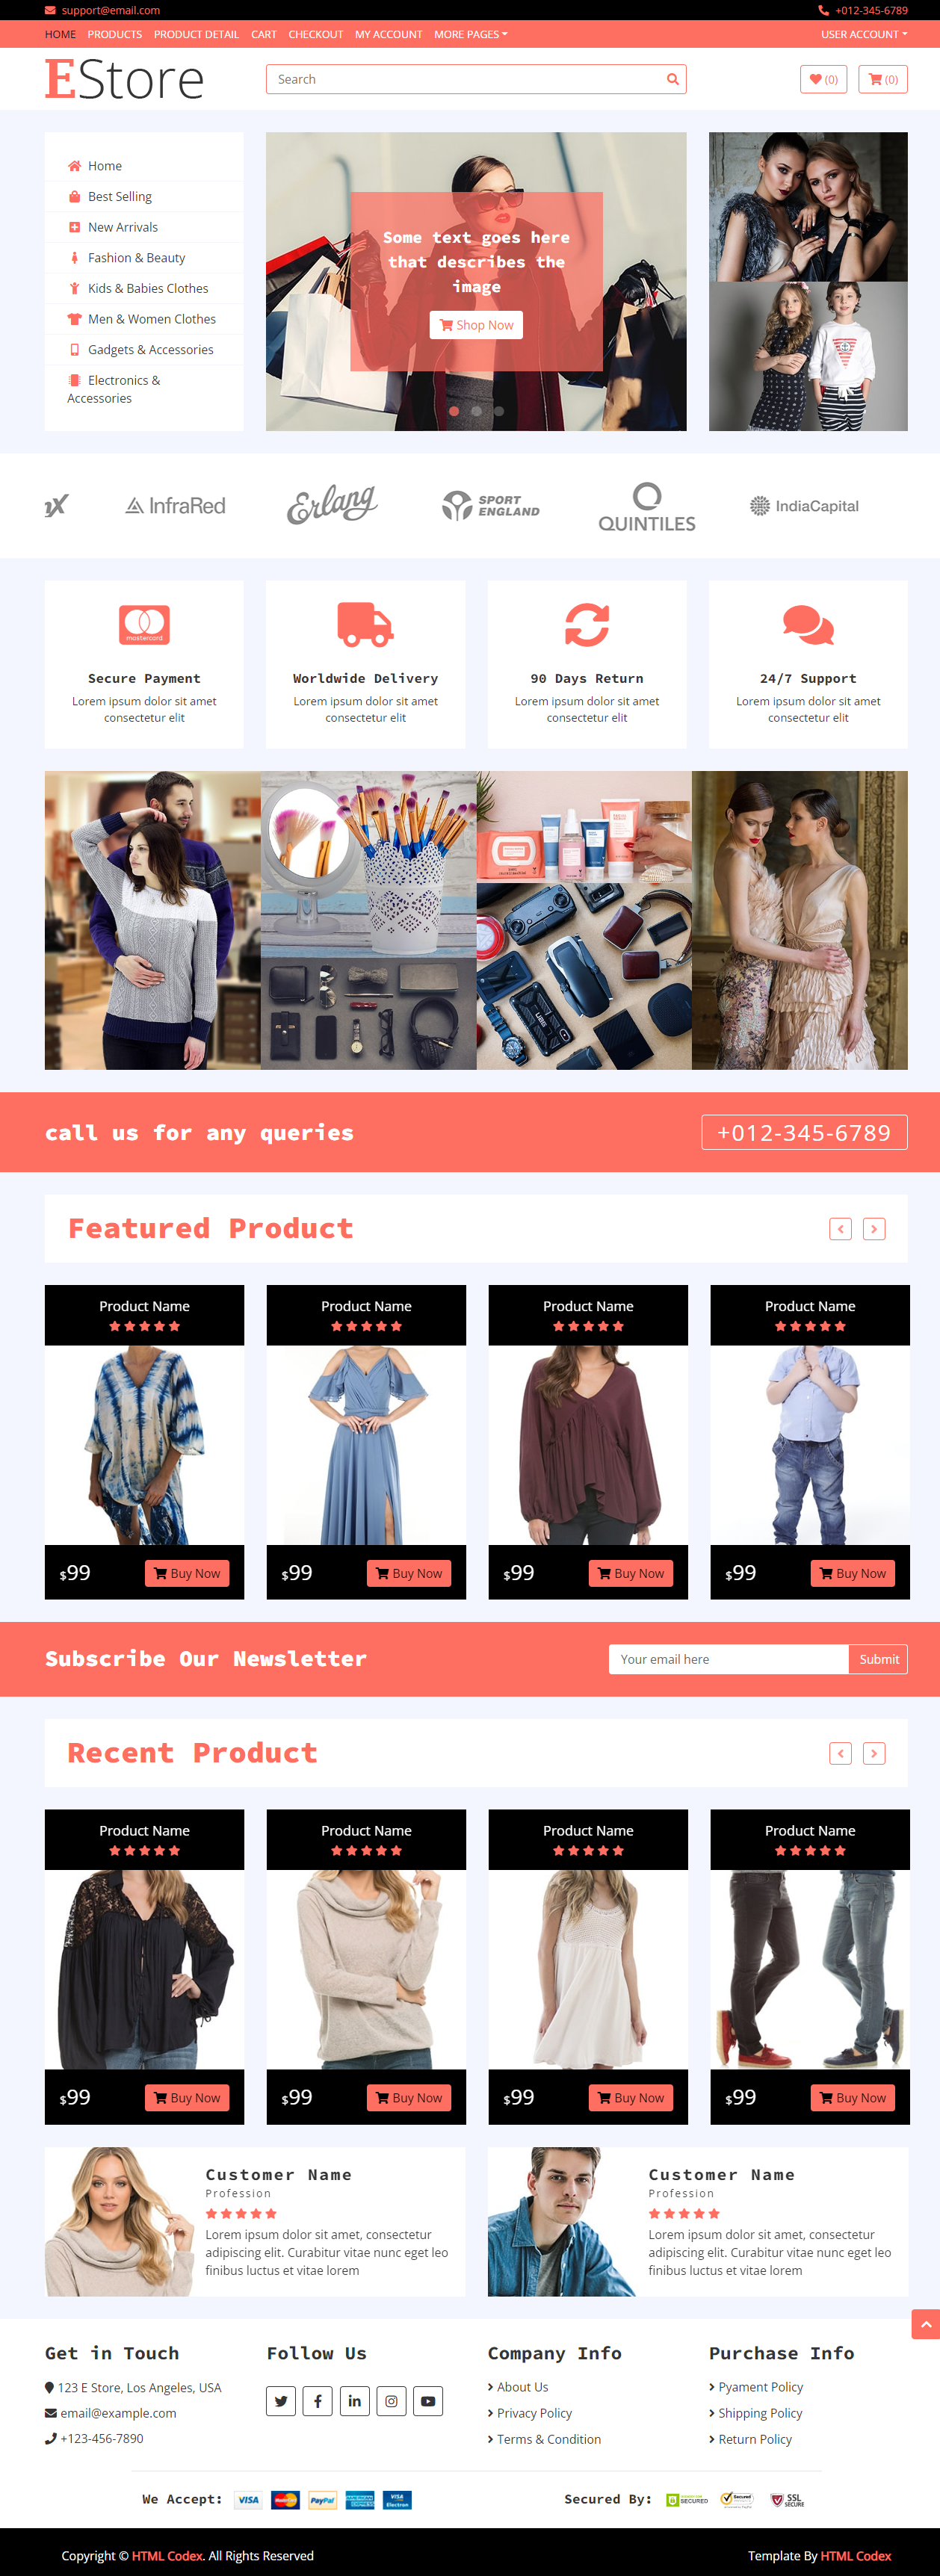 support@email.com
+012-345-6789
HOME PRODUCTS PRODUCT DETAIL CART CHECKOUT MY ACCOUNT MORE PAGES
USER ACCOUNT
EStore
Search
(0)
(0)
Home
Best Selling
New Arrivals
Fashion & Beauty
Kids & Babies Clothes
Men & Women Clothes
Gadgets & Accessories
Electronics &
Accessories
Some text goes here
that describes the
image
Shop Now
InfraRed
Erlang
SPORT
ENGLAND
QUINTILES
IndiaCapital
mastercard
Secure Payment
Lorem ipsum dolor sit amet
consectetur elit
Worldwide Delivery
Lorem ipsum dolor sit amet
consectetur elit
90 Days Return
Lorem ipsum dolor sit amet
consectetur elit
24/7 Support
Lorem ipsum dolor sit amet
consectetur elit
call us for any queries
+012-345-6789
Featured Product
Product Name
Product Name
Product Name
Product Name
$99 Buy Now
$99 Buy Now
$99 Buy Now
$99 Buy Now
Subscribe Our Newsletter
Your email here
Submit
Recent Product
Product Name
Product Name
Product Name
Product Name
$99 Buy Now
$99 Buy Now
$99 Buy Now
$99 Buy Now
Customer Name
Profession
Lorem ipsum dolor sit amet, consectetur
adipiscing elit. Curabitur vitae nunc eget leo
finibus luctus et vitae lorem
Customer Name
Profession
Lorem ipsum dolor sit amet, consectetur
adipiscing elit. Curabitur vitae nunc eget leo
finibus luctus et vitae lorem
Get in Touch
123 E Store, Los Angeles, USA
email@example.com
+123-456-7890
Follow Us
Company Info
About Us
Privacy Policy
Terms & Condition
Purchase Info
Pyament Policy
Shipping Policy
Return Policy
We Accept:
VISA
MasterCard
PayPal
AMERICAN
EXPRESS
VISA
Electron
Secured By:
SECURED
Secured
SSL
SECURE
Copyright © HTML Codex. All Rights Reserved
Template By HTML Codex